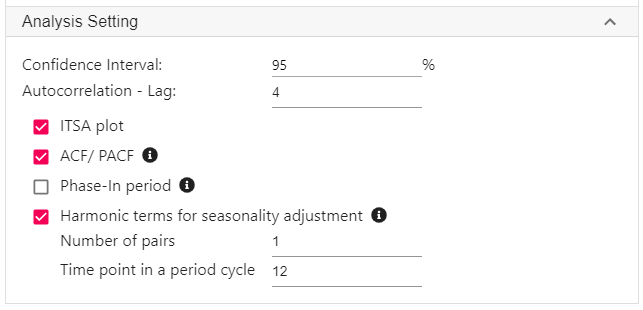 Analysis Setting
Confidence Interval: 95 %
Autocorrelation - Lag: 4
ITSA plot
ACF/ PACF i
Phase-In period i
Harmonic terms for seasonality adjustment i
Number of pairs 1
Time point in a period cycle 12